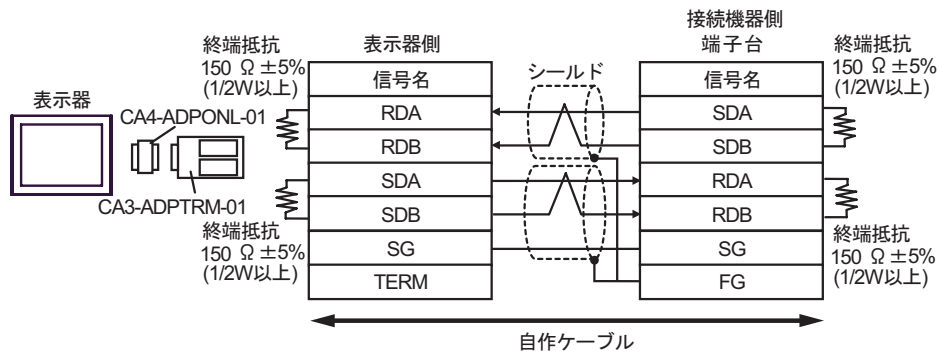 終端抵抗
150 Ω ±5%
(1/2W以上)
表示器側
接続機器側
端子台
終端抵抗
150 Ω ±5%
(1/2W以上)
表示器
CA4-ADPONL-01
CA3-ADPTRM-01
信号名
RDA
RDB
SDA
SDB
SG
TERM
シールド
信号名
SDA
SDB
RDA
RDB
SG
FG
終端抵抗
150 Ω ±5%
(1/2W以上)
終端抵抗
150 Ω ±5%
(1/2W以上)
自作ケーブル